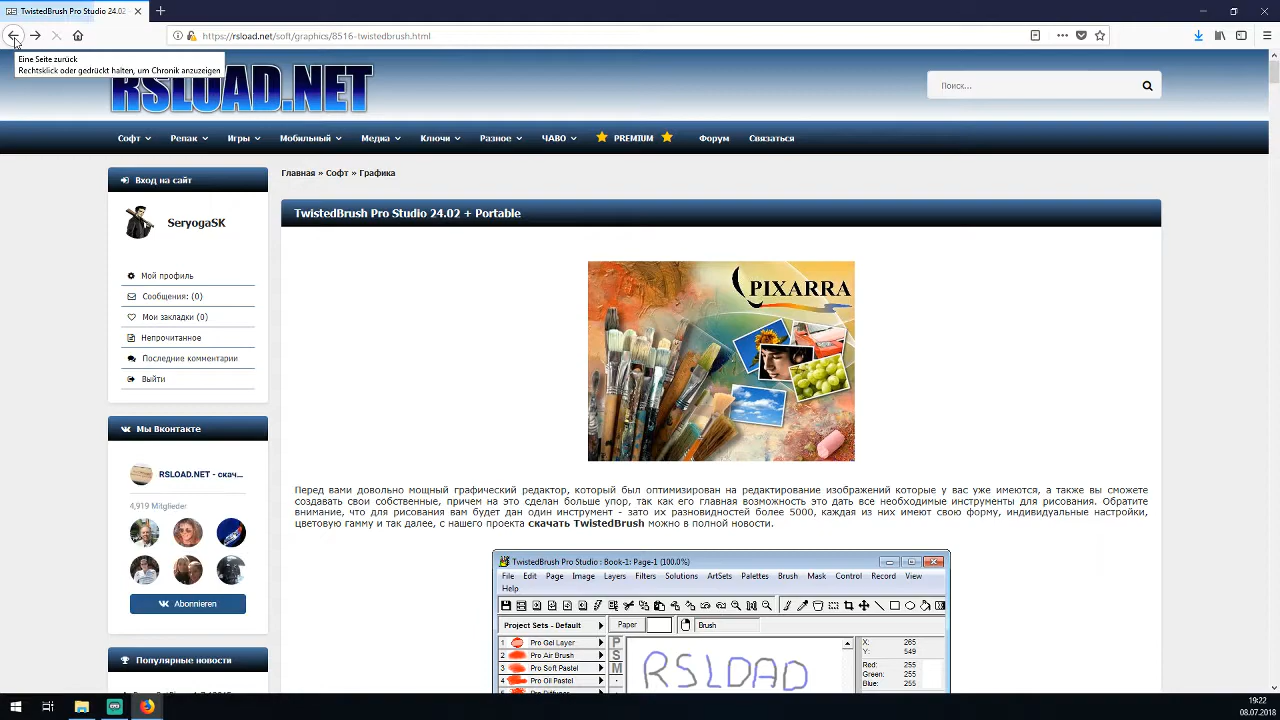 TwistedBrush Pro Studio 24.02 -
https://rsload.net/soft/graphics/8516-twistedbrush.html
Eine Seite zurück
Rechtsklick oder gedrückt halten, um Chronik anzuzeigen
RSLOAD.NET
Поиск...
Софт
Репак
Игры
Мобильный
Медиа
Ключи
Разное
ЧАВО
PREMIUM
Форум
Связаться
Вход на сайт
SeryogaSK
Мой профиль
Сообщения: (0)
Мои закладки (0)
Непрочитанное
Последние комментарии
Выйти
Мы Вконтакте
RSLOAD.NET - скач...
4,919 Mitglieder
Abonnieren
Популярные новости
Главная » Софт » Графика
TwistedBrush Pro Studio 24.02 + Portable
PIXARRA
Перед вами довольно мощный графический редактор, который был оптимизирован на редактирование изображений которые у вас уже имеются, а также вы сможете
создавать свои собственные, причем на это сделан больше упор, так как его главная возможность это дать все необходимые инструменты для рисования. Обратите
внимание, что для рисования вам будет дан один инструмент - зато их разновидностей более 5000, каждая из них имеют свою форму, индивидуальные настройки,
цветовую гамму и так далее, с нашего проекта скачать TwistedBrush можно в полной новости.
TwistedBrush Pro Studio : Book-1: Page-1 (100.0%)
File Edit Page Image Layers Filters Solutions ArtSets Palettes Brush Mask Control Record View
Help
Project Sets - Default
Paper
Brush
1 Pro Gel Layer
2 Pro Air Brush
3 Pro Soft Pastel
4 Pro Oil Pastel
P
S
M
RSLOAD
X: 265
Y: 549
Red: 255
Green: 255
Blue: 255
19:22
08.07.2018